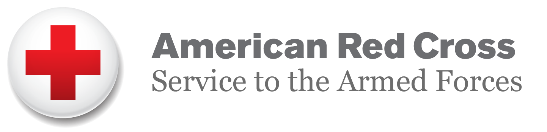 American Red Cross
Service to the Armed Forces